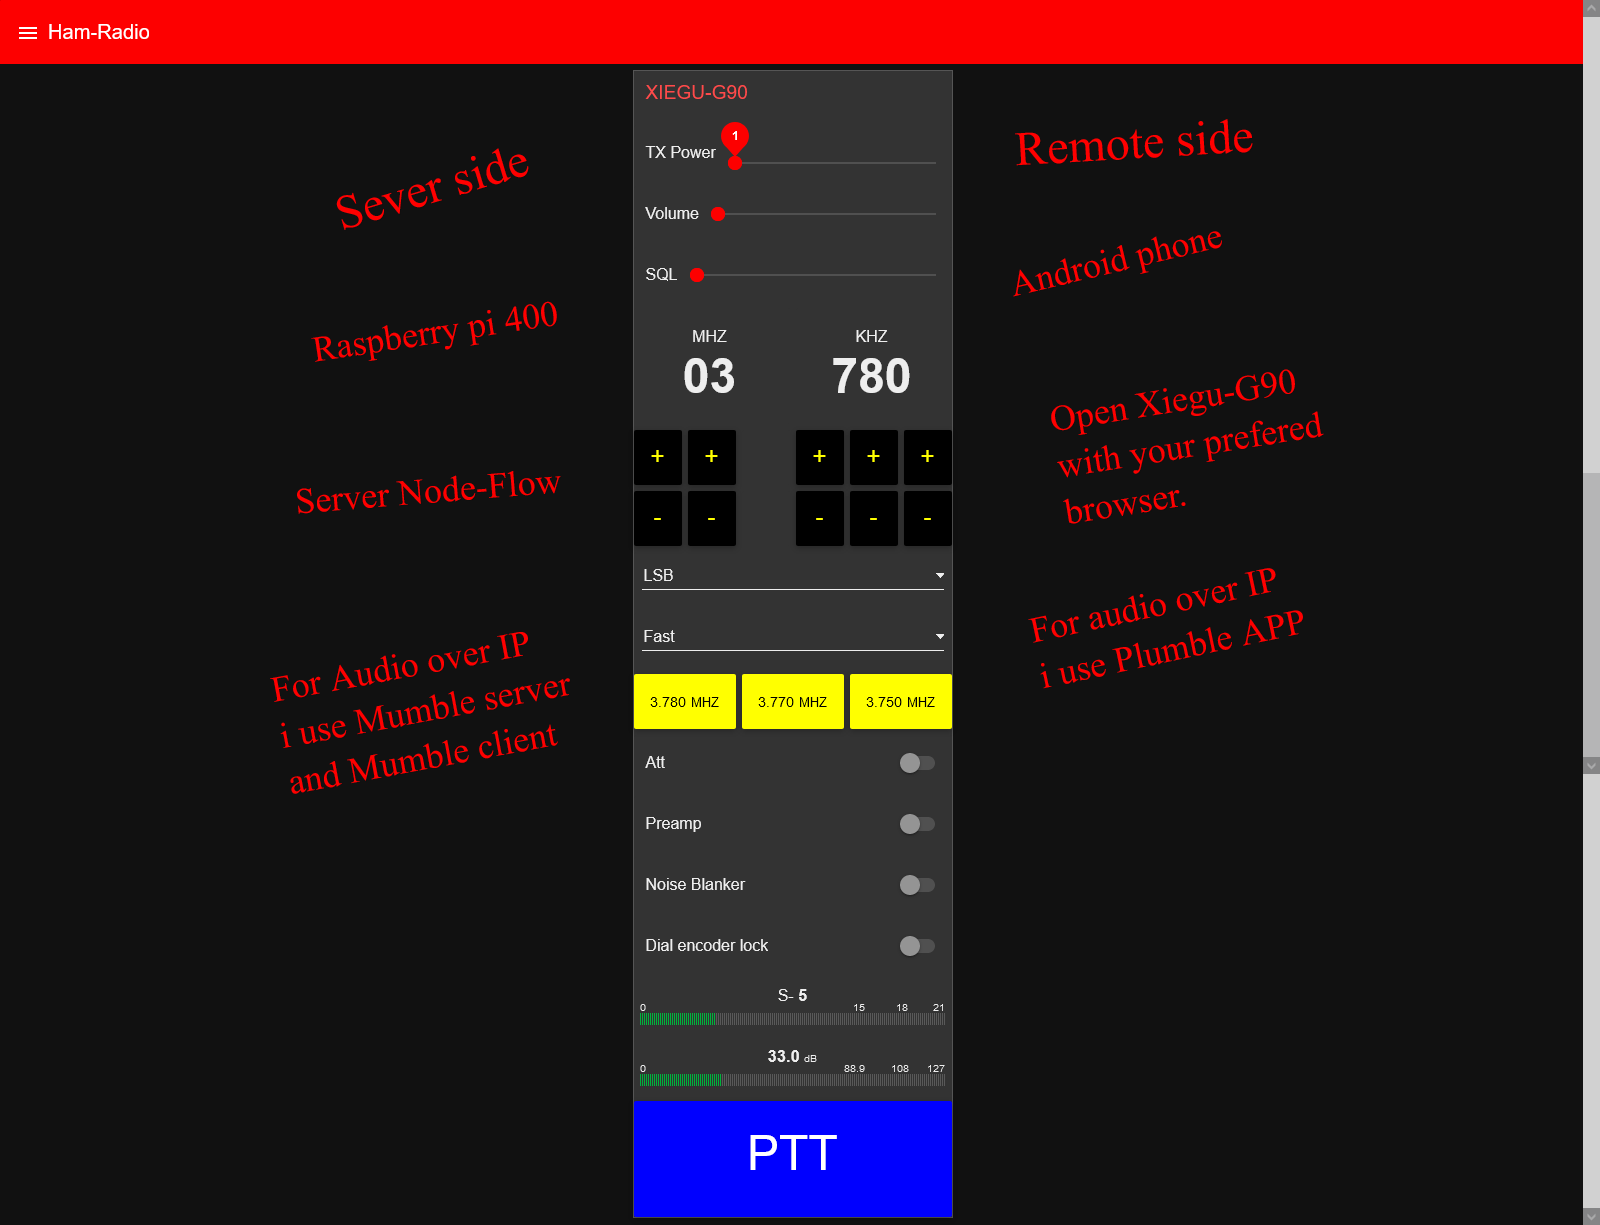 Ham-Radio
XIEGU-G90
TX Power
1
Volume
SQL
MHZ KHZ
03 780
+ + + + +
- - - - -
LSB
Fast
3.780 MHZ 3.770 MHZ 3.750 MHZ
Att
Preamp
Noise Blanker
Dial encoder lock
S- 5
0 15 18 21
33.0 dB
0 88.9 108 127
PTT
Sever side
Raspberry pi 400
Server Node-Flow
For Audio over IP
i use Mumble server
and Mumble client
Remote side
Android phone
Open Xiegu-G90
with your prefered
browser.
For audio over IP
i use Plumble APP